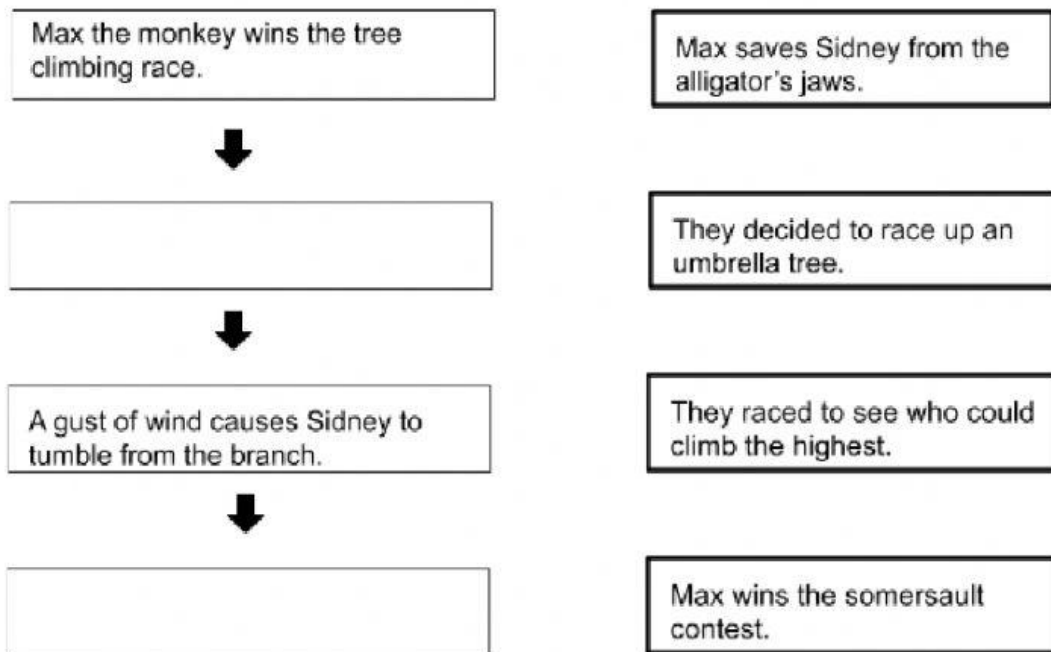 Max the monkey wins the tree
climbing race.
Max saves Sidney from the
alligator's jaws.
They decided to race up an
umbrella tree.
A gust of wind causes Sidney to
tumble from the branch.
They raced to see who could
climb the highest.
Max wins the somersault
contest.